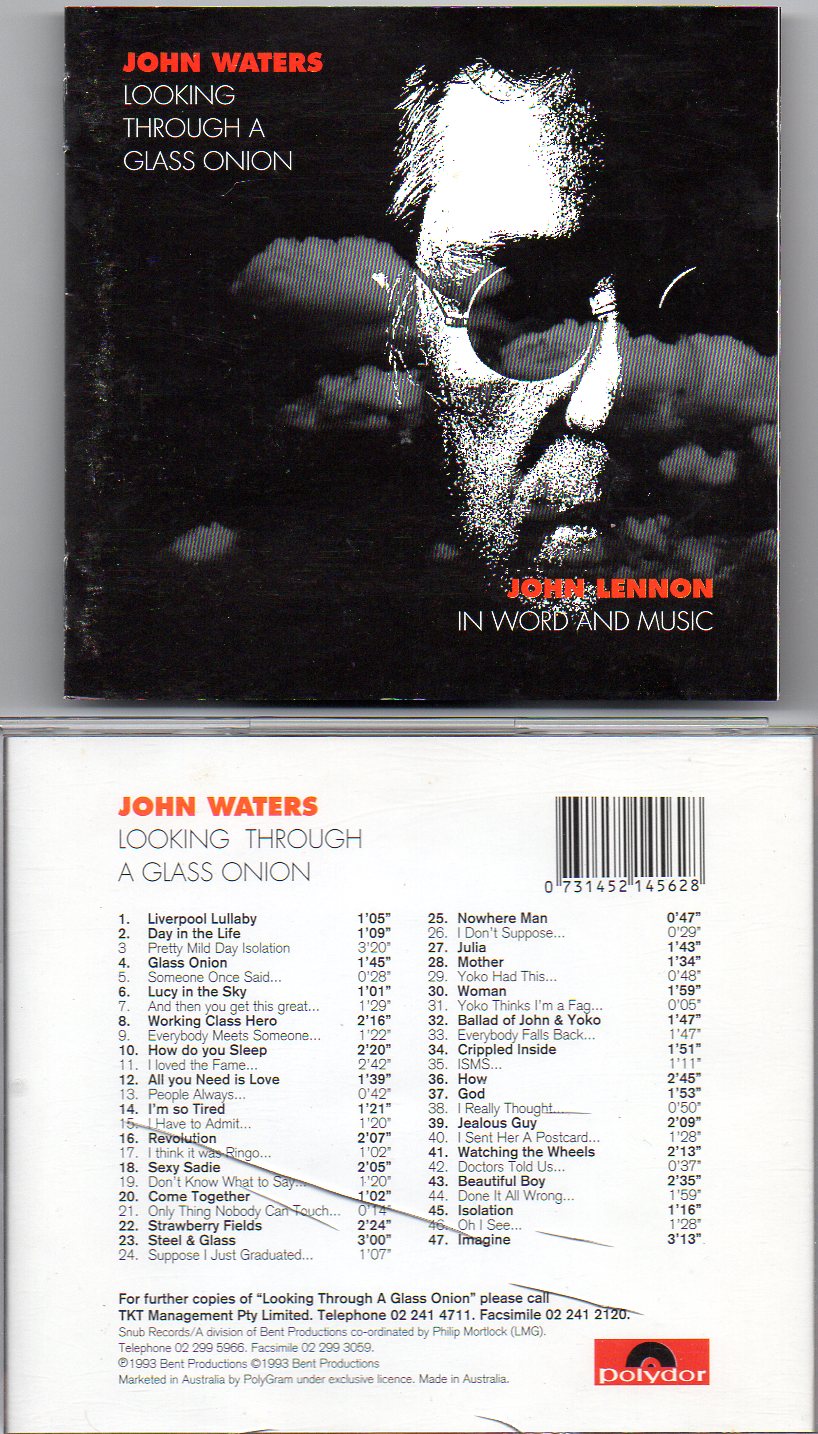 JOHN WATERS
LOOKING
THROUGH A
GLASS ONION
JOHN LENNON
IN WORD AND MUSIC
JOHN WATERS
LOOKING THROUGH
A GLASS ONION
0 731452 145628
1. Liverpool Lullaby 1'05"
2. Day in the Life 1'09"
3 Pretty Mild Day Isolation 3'20"
4. Glass Onion 1'45"
5. Someone Once Said... 0'28"
6. Lucy in the Sky 1'01"
7. And then you get this great... 1'29"
8. Working Class Hero 2'16"
9. Everybody Meets Someone... 1'22"
10. How do you Sleep 2'20"
11. I loved the Fame... 2'42"
12. All you Need is Love 1'39"
13. People Always... 0'42"
14. I'm so Tired 1'21"
15. I Have to Admit... 1'20"
16. Revolution 2'07"
17. I think it was Ringo... 1'02"
18. Sexy Sadie 2'05"
19. Don't Know What to Say... 1'20"
20. Come Together 1'02"
21. Only Thing Nobody Can Touch... 0'14"
22. Strawberry Fields 2'24"
23. Steel & Glass 3'00"
24. Suppose I Just Graduated... 1'07"
25. Nowhere Man 0'47"
26. I Don't Suppose... 0'29"
27. Julia 1'43"
28. Mother 1'34"
29. Yoko Had This... 0'48"
30. Woman 1'59"
31. Yoko Thinks I'm a Fag... 0'05"
32. Ballad of John & Yoko 1'47"
33. Everybody Falls Back... 1'47"
34. Crippled Inside 1'51"
35. ISMS... 1'11"
36. How 2'45"
37. God 1'53"
38. I Really Thought... 0'50"
39. Jealous Guy 2'09"
40. I Sent Her A Postcard... 1'28"
41. Watching the Wheels 2'13"
42. Doctors Told Us... 0'37"
43. Beautiful Boy 2'35"
44. Done It All Wrong... 1'59"
45. Isolation 1'16"
46. Oh I See... 1'28"
47. Imagine 3'13"
For further copies of "Looking Through A Glass Onion" please call
TKT Management Pty Limited. Telephone 02 241 4711. Facsimile 02 241 2120.
Snub Records/A division of Bent Productions co-ordinated by Philip Mortlock (LMG).
Telephone 02 299 5966. Facsimile 02 299 3059.
℗1993 Bent Productions ©1993 Bent Productions
Marketed in Australia by PolyGram under exclusive licence. Made in Australia.
polydor